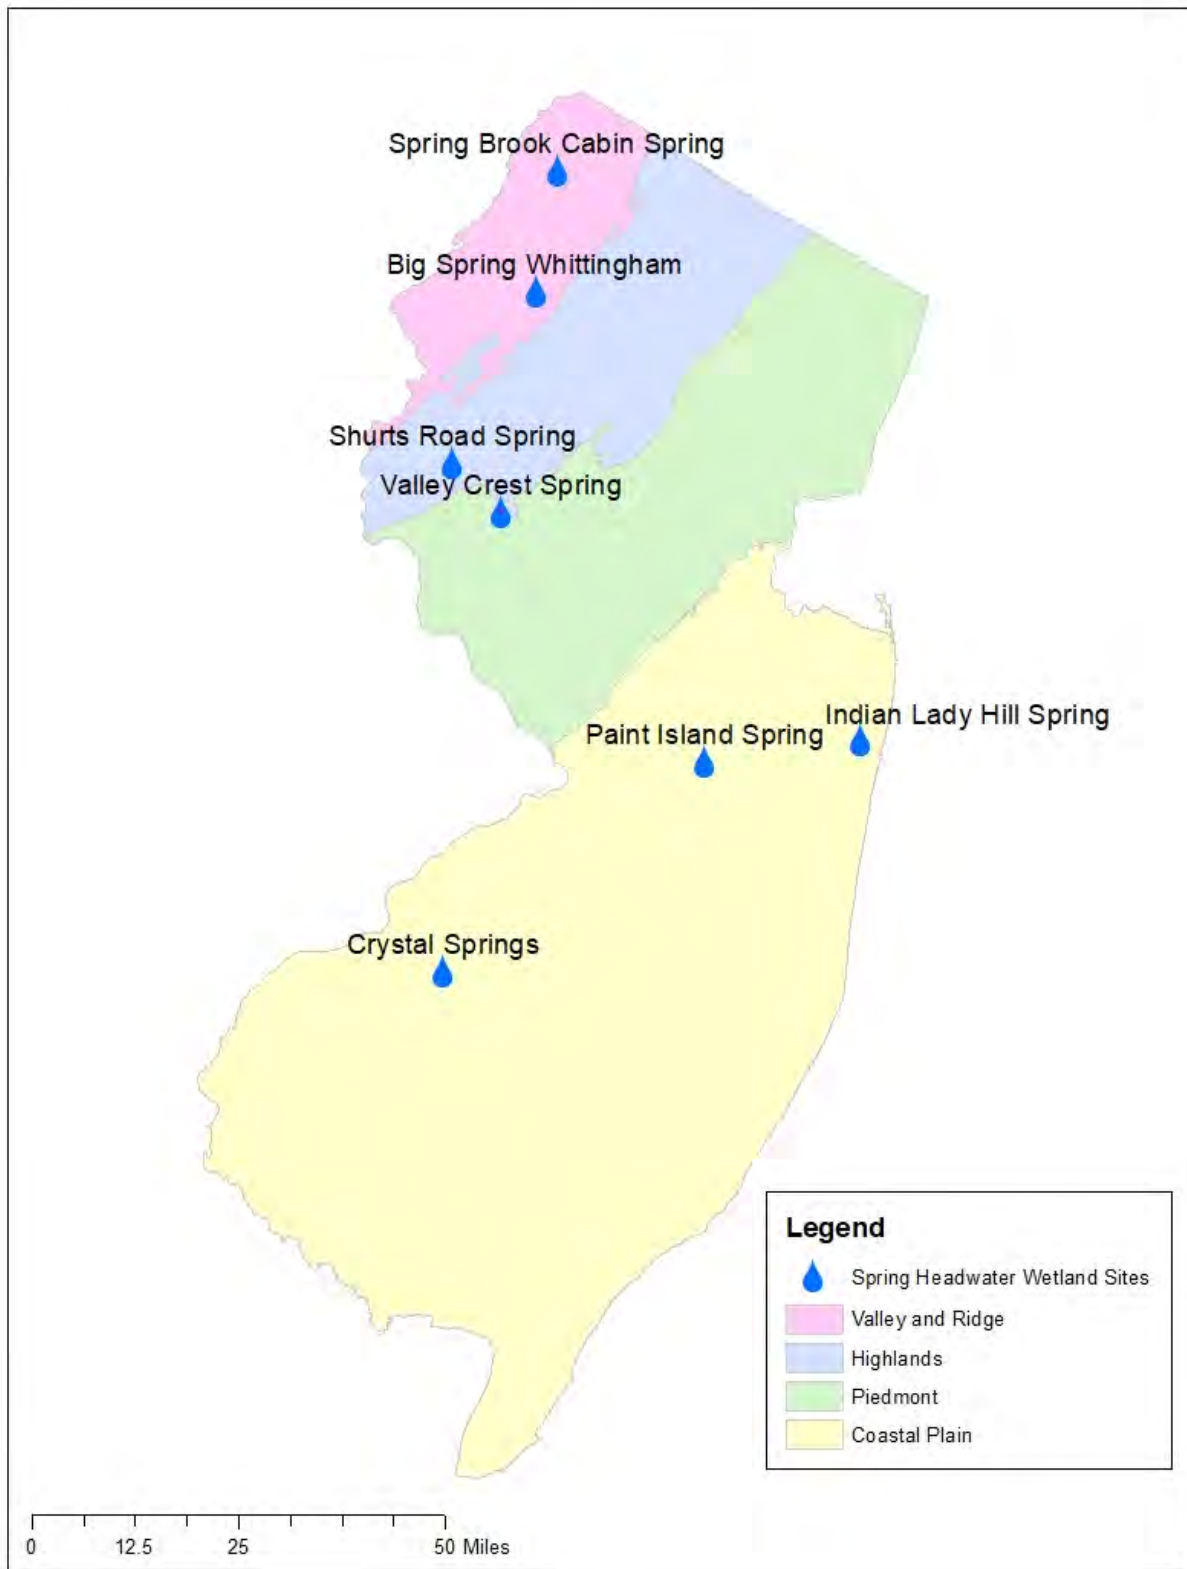 Spring Brook Cabin Spring
Big Spring Whittingham
Shurts Road Spring
Valley Crest Spring
Indian Lady Hill Spring
Paint Island Spring
Crystal Springs
Legend
Spring Headwater Wetland Sites
Valley and Ridge
Highlands
Piedmont
Coastal Plain
0 12.5 25 50 Miles